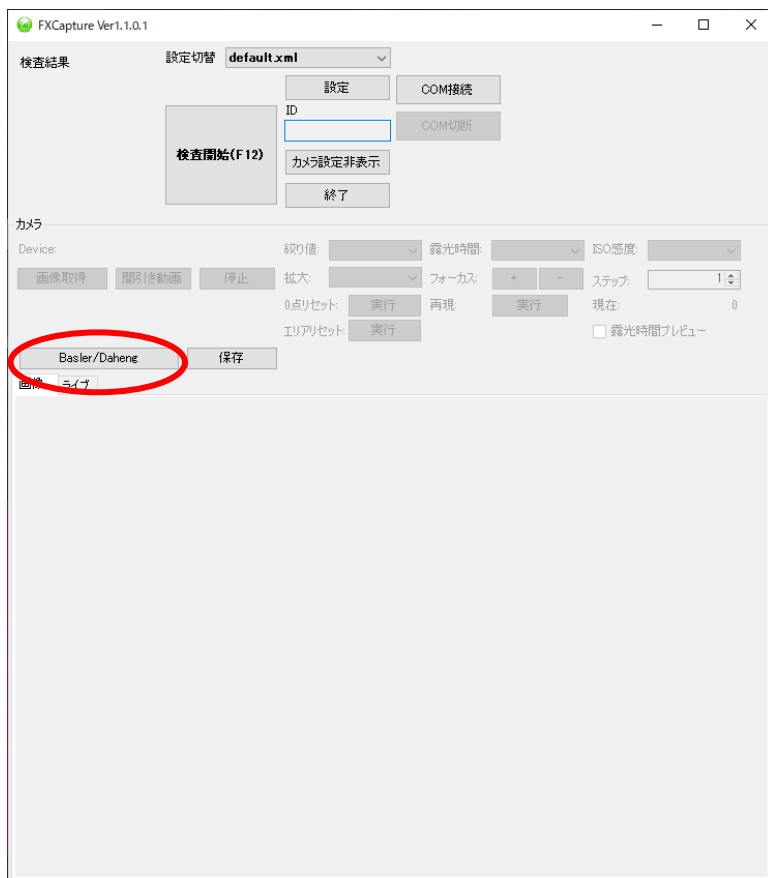 FXCapture Ver1.1.0.1
検査結果
設定切替 default.xml
設定 COM接続
ID
COM切断
検査開始(F12)
カメラ設定非表示
終了
カメラ
Device: 絞り値: 露光時間: ISO感度:
画像取得 間引き動画 停止 拡大: フォーカス: + - ステップ: 1
0点リセット: 実行 再現: 実行 現在: 0
エリアリセット: 実行 露光時間プレビュー
Basler/Daheng 保存
画像 ライブ